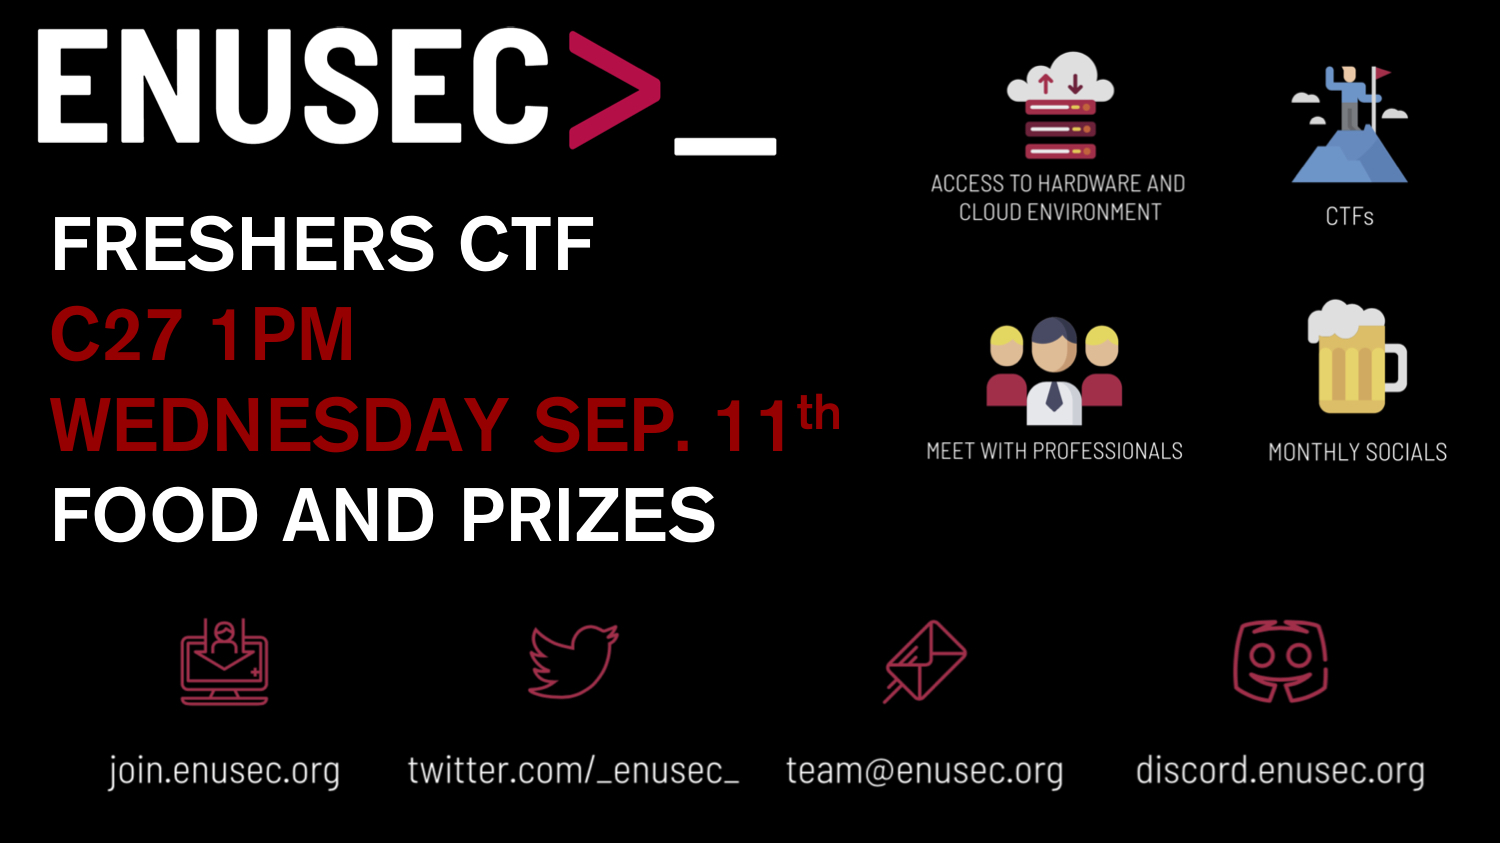 ENUSEC>_
FRESHERS CTF
C27 1PM
WEDNESDAY SEP. 11th
FOOD AND PRIZES
ACCESS TO HARDWARE AND
CLOUD ENVIRONMENT
CTFs
MEET WITH PROFESSIONALS
MONTHLY SOCIALS
join.enusec.org
twitter.com/_enusec_
team@enusec.org
discord.enusec.org